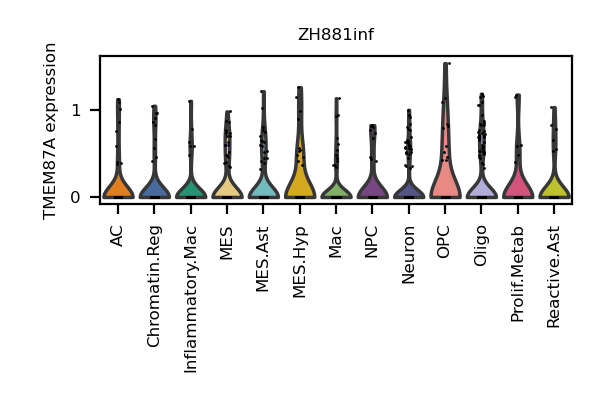 ZH881inf
TMEM87A expression
1
0
AC
Chromatin.Reg
Inflammatory.Mac
MES
MES.Ast
MES.Hyp
Mac
NPC
Neuron
OPC
Oligo
Prolif.Metab
Reactive.Ast